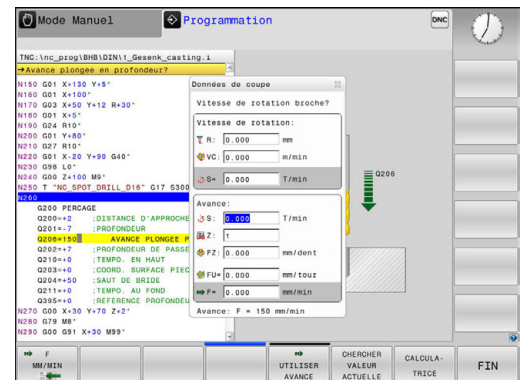 Mode Manuel
Programmation
DNC
TNC:\nc_prog\BHB\DIN\1_Gesenk_casting.i
→Avance plongee en profondeur?
N150 G01 X+130 Y+5*
N160 G01 X+100*
N170 G03 X+50 Y+12 R+30*
N180 G01 X+5*
N190 G24 R10*
N200 G01 Y+80*
N210 G27 R10*
N220 G01 X-20 Y+90 G40*
N230 G98 L0*
N240 G00 Z+100 M9*
N250 T "NC_SPOT_DRILL_D16" G17 S300
N260
G200 PERCAGE
Q200=+2 ;DISTANCE D'APPROCHE
Q201=-7 ;PROFONDEUR
Q206=150 AVANCE PLONGEE P
Q202=+7 ;PROFONDEUR DE PASSE
Q210=+0 ;TEMPO. EN HAUT
Q203=+0 ;COORD. SURFACE PIEC
Q204=+50 ;SAUT DE BRIDE
Q211=+0 ;TEMPO. AU FOND
Q395=+0 ;REFERENCE PROFONDEU
N270 G00 X+30 Y+70 Z+2*
N280 G79 M8*
N290 G00 G91 X+30 M99*
Données de coupe
Vitesse de rotation broche?
Vitesse de rotation:
R: 0.000 mm
VC: 0.000 m/min
S= 0.000 T/min
Avance:
S: 0.000 T/min
Z: 1
FZ: 0.000 mm/dent
FU= 0.000 mm/tour
F= 0.000 mm/min
Avance: F = 150 mm/min
Q206
F
MM/MIN
UTILISER
AVANCE
CHERCHER
VALEUR
ACTUELLE
CALCULA-
TRICE
FIN